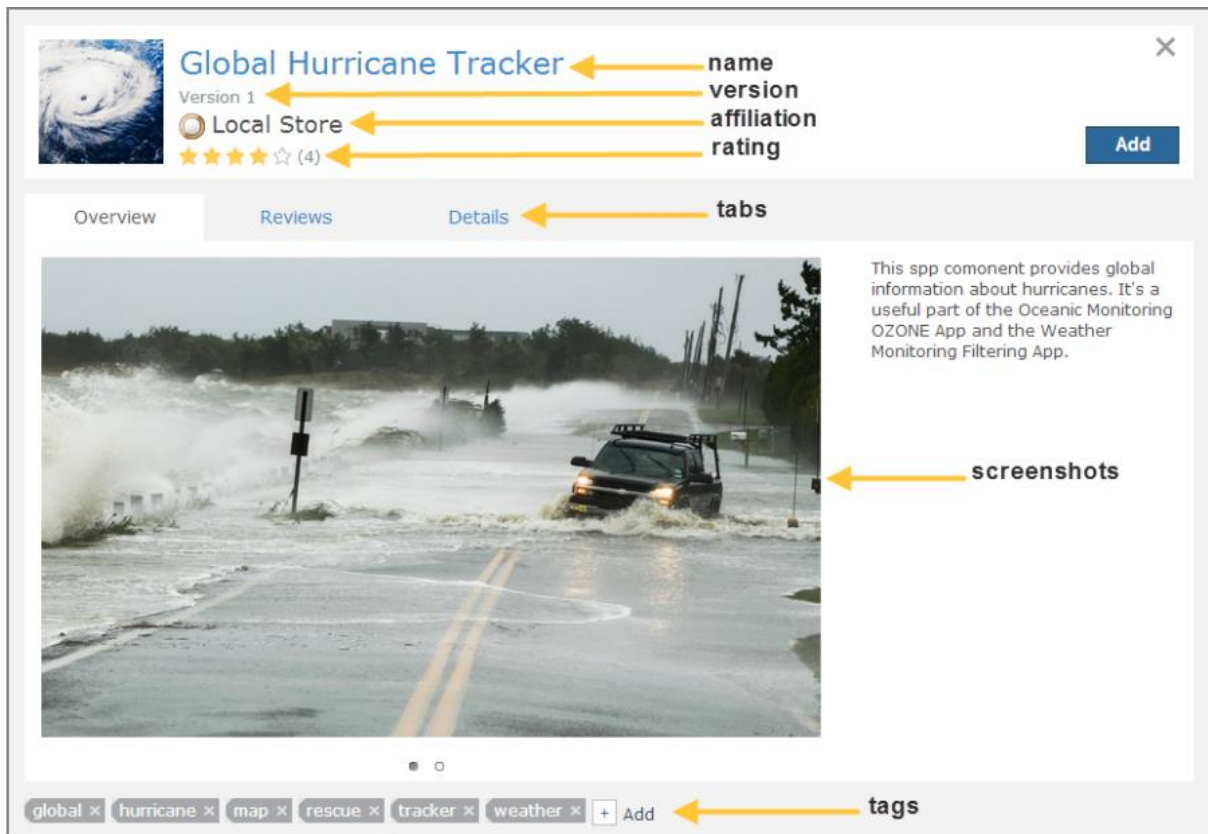 Global Hurricane Tracker
name
Version 1
version
Local Store
affiliation
(4)
rating
Add
Overview
Reviews
Details
tabs
This spp comonent provides global
information about hurricanes. It's a
useful part of the Oceanic Monitoring
OZONE App and the Weather
Monitoring Filtering App.
screenshots
global × hurricane × map × rescue × tracker × weather × + Add
tags